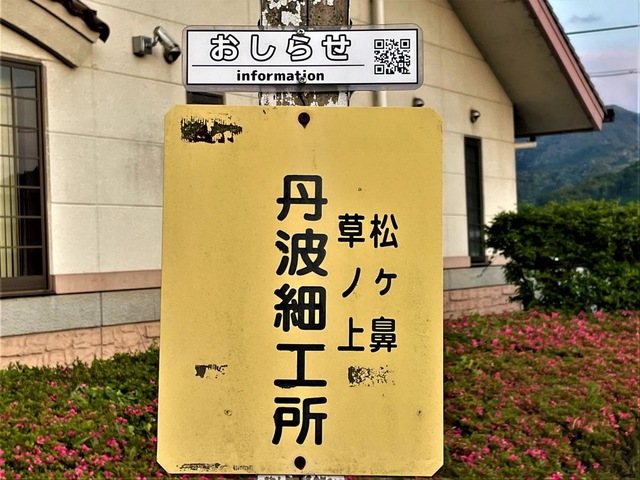 おしらせ
information
松ヶ鼻
草ノ上
丹波細工所